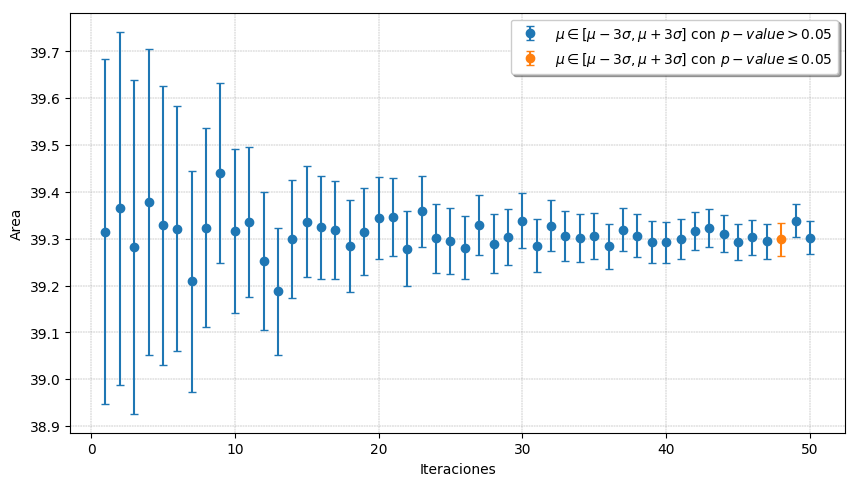 μ ∈ [μ − 3σ, μ + 3σ] con p − value > 0.05
μ ∈ [μ − 3σ, μ + 3σ] con p − value ≤ 0.05
39.7
39.6
39.5
39.4
39.3
39.2
39.1
39.0
38.9
Area
0 10 20 30 40 50
Iteraciones